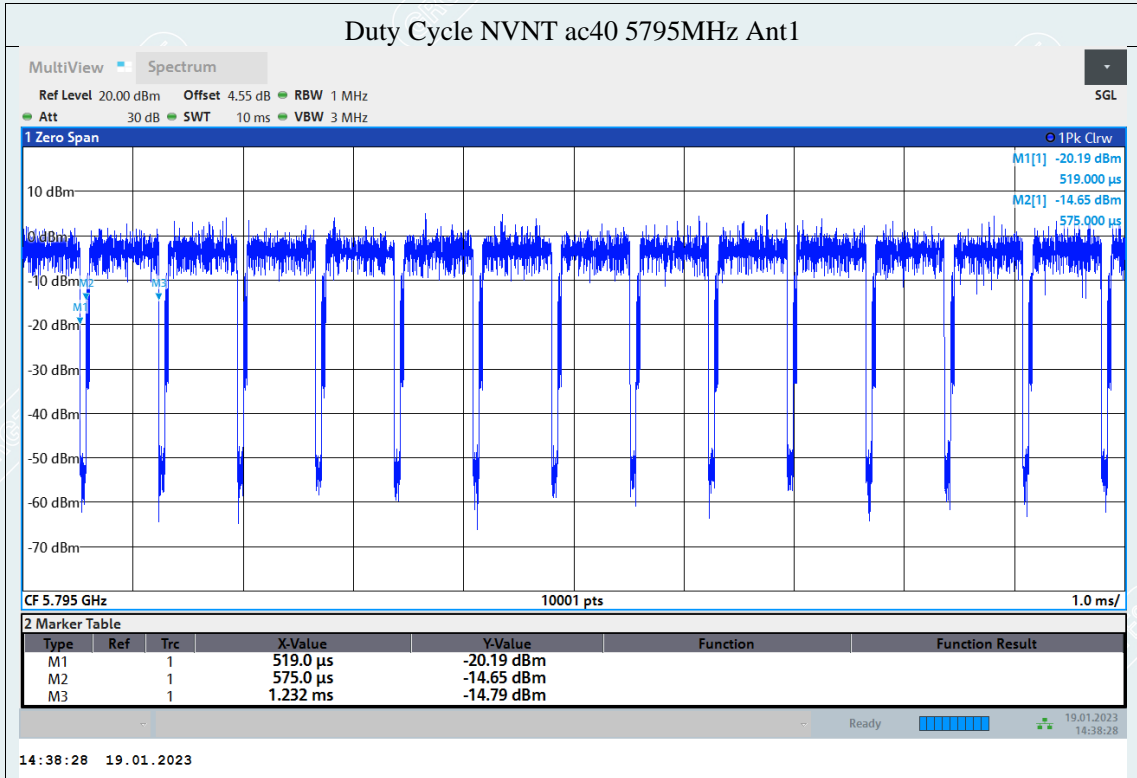 Duty Cycle NVNT ac40 5795MHz Ant1
MultiView Spectrum
Ref Level 20.00 dBm Offset 4.55 dB RBW 1 MHz SGL
Att 30 dB SWT 10 ms VBW 3 MHz
1 Zero Span 1Pk Clrw
M1[1] -20.19 dBm
519.000 µs
10 dBm
M2[1] -14.65 dBm
575.000 µs
0 dBm
-10 dBm M2 M3
M1
-20 dBm
-30 dBm
-40 dBm
-50 dBm
-60 dBm
-70 dBm
CF 5.795 GHz 10001 pts 1.0 ms/
2 Marker Table
Type Ref Trc X-Value Y-Value Function Function Result
M1 1 519.0 µs -20.19 dBm
M2 1 575.0 µs -14.65 dBm
M3 1 1.232 ms -14.79 dBm
Ready 19.01.2023
14:38:28
14:38:28 19.01.2023